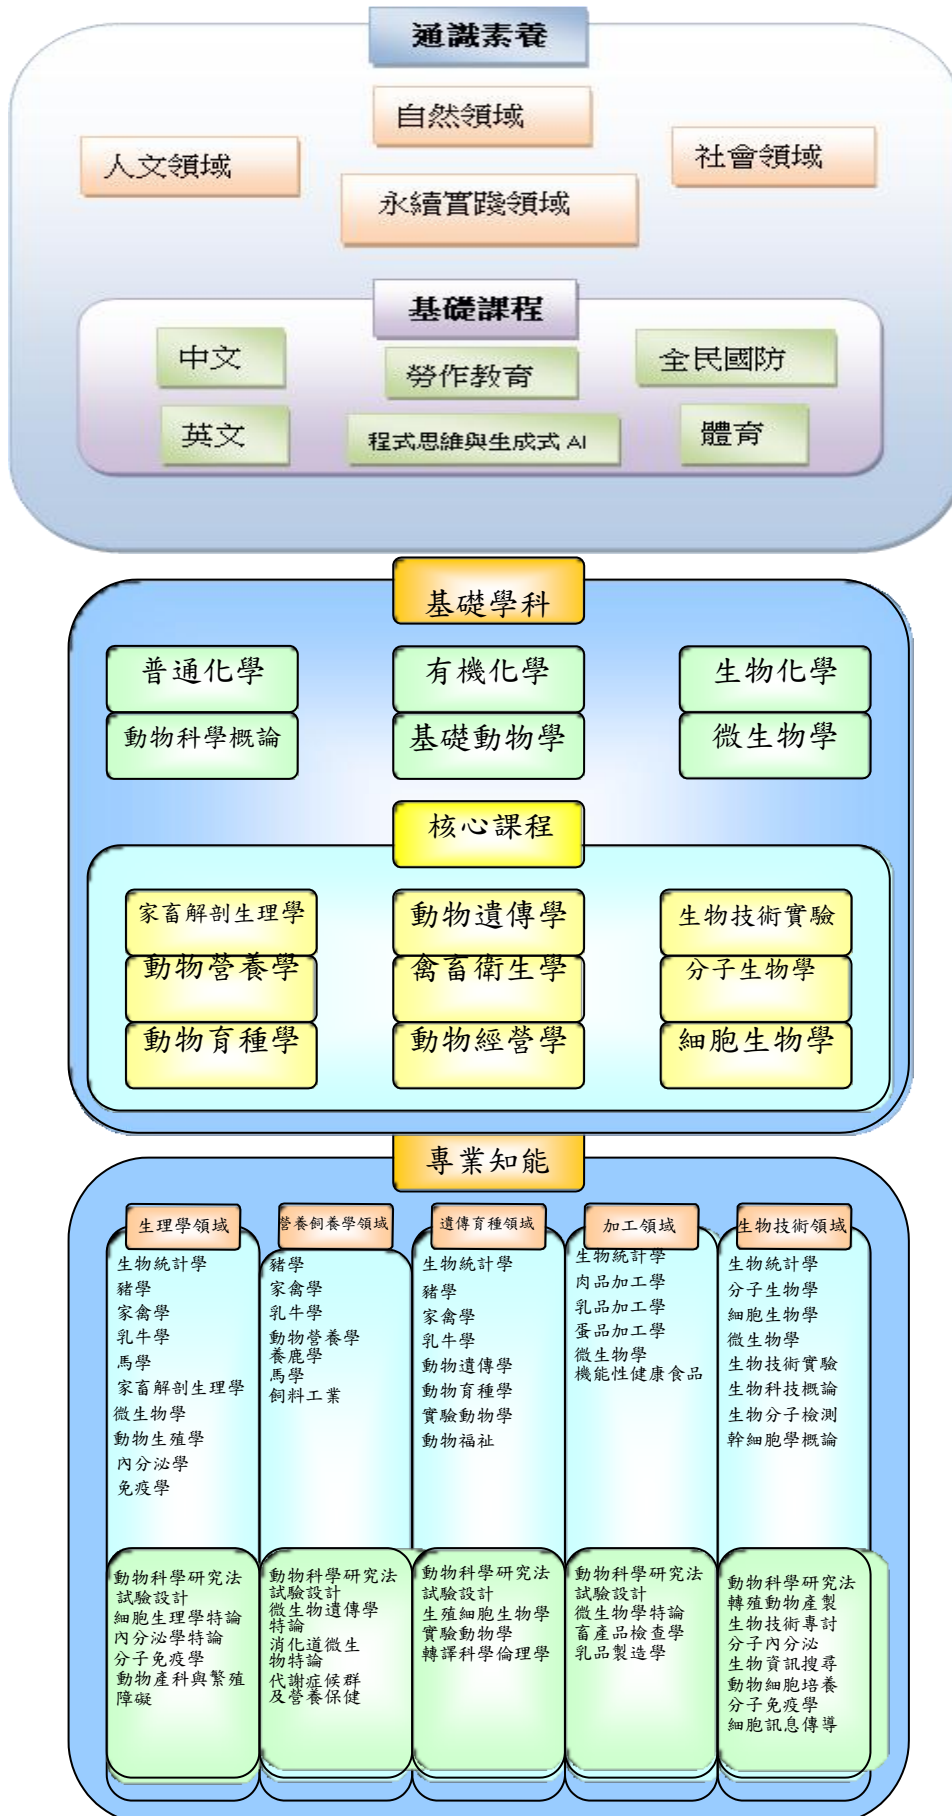 通識素養
自然領域
人文領域
社會領域
永續實踐領域
基礎課程
中文
勞作教育
全民國防
英文
程式思維與生成式 AI
體育
基礎學科
普通化學
有機化學
生物化學
動物科學概論
基礎動物學
微生物學
核心課程
家畜解剖生理學
動物遺傳學
生物技術實驗
動物營養學
禽畜衛生學
分子生物學
動物育種學
動物經營學
細胞生物學
專業知能
生理學領域
生物統計學
豬學
家禽學
乳牛學
馬學
家畜解剖生理學
微生物學
動物生殖學
內分泌學
免疫學
動物科學研究法
試驗設計
細胞生理學特論
內分泌學特論
分子免疫學
動物產科與繁殖
障礙
營養飼養學領域
豬學
家禽學
乳牛學
動物營養學
養鹿學
馬學
飼料工業
動物科學研究法
試驗設計
微生物遺傳學
特論
消化道微生
物特論
代謝症候群
及營養保健
遺傳育種領域
生物統計學
豬學
家禽學
乳牛學
動物遺傳學
動物育種學
實驗動物學
動物福祉
動物科學研究法
試驗設計
生殖細胞生物學
實驗動物學
轉譯科學倫理學
加工領域
生物統計學
肉品加工學
乳品加工學
蛋品加工學
微生物學
機能性健康食品
動物科學研究法
試驗設計
微生物學特論
畜產品檢查學
乳品製造學
生物技術領域
生物統計學
分子生物學
細胞生物學
微生物學
生物技術實驗
生物科技概論
生物分子檢測
幹細胞學概論
動物科學研究法
轉殖動物產製
生物技術專討
分子內分泌
生物資訊搜尋
動物細胞培養
分子免疫學
細胞訊息傳導